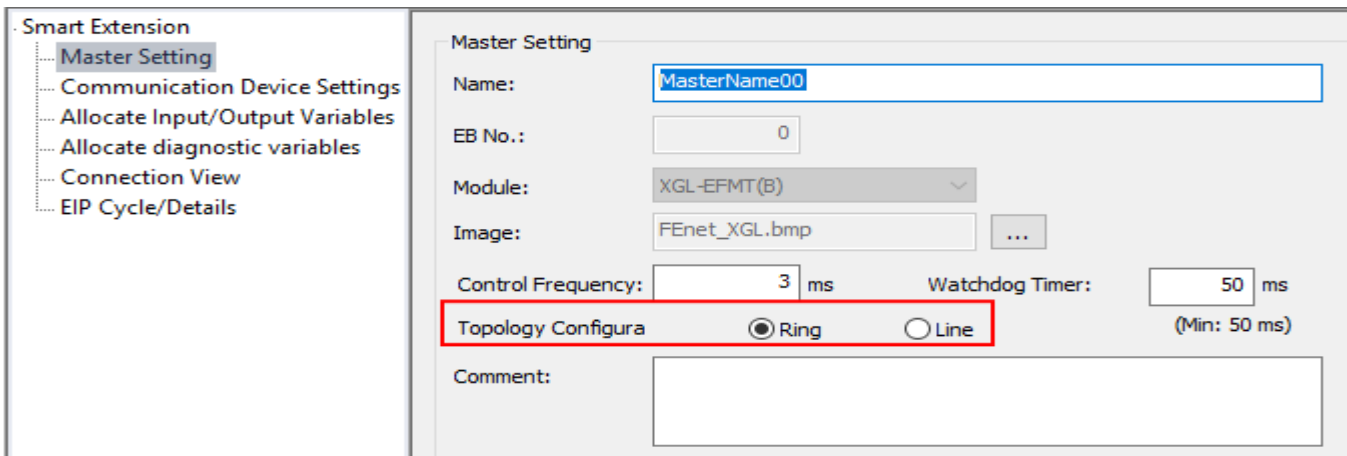 Smart Extension
Master Setting
Communication Device Settings
Allocate Input/Output Variables
Allocate diagnostic variables
Connection View
EIP Cycle/Details
Master Setting
Name: MasterName00
EB No.: 0
Module: XGL-EFMT(B)
Image: FEnet_XGL.bmp ...
Control Frequency: 3 ms Watchdog Timer: 50 ms
Topology Configura Ring Line (Min: 50 ms)
Comment: